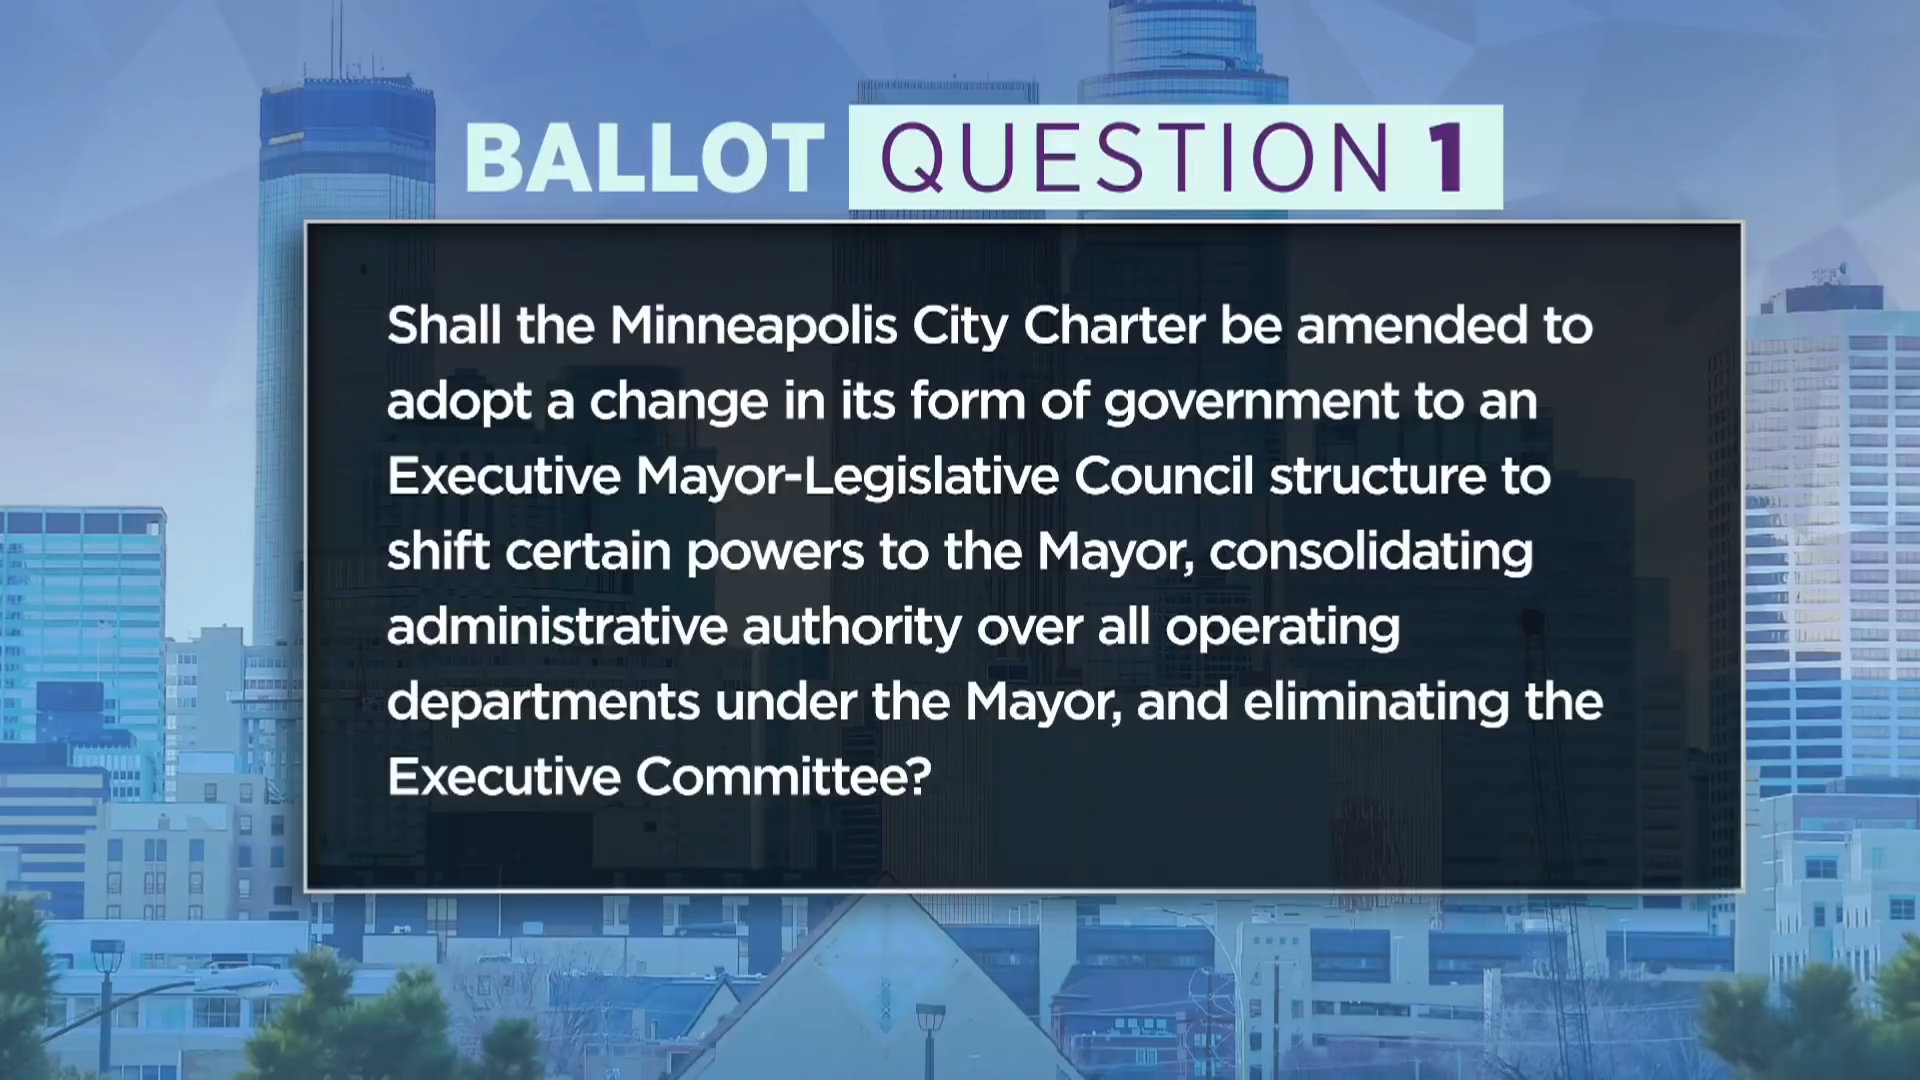 BALLOT QUESTION 1
Shall the Minneapolis City Charter be amended to
adopt a change in its form of government to an
Executive Mayor-Legislative Council structure to
shift certain powers to the Mayor, consolidating
administrative authority over all operating
departments under the Mayor, and eliminating the
Executive Committee?